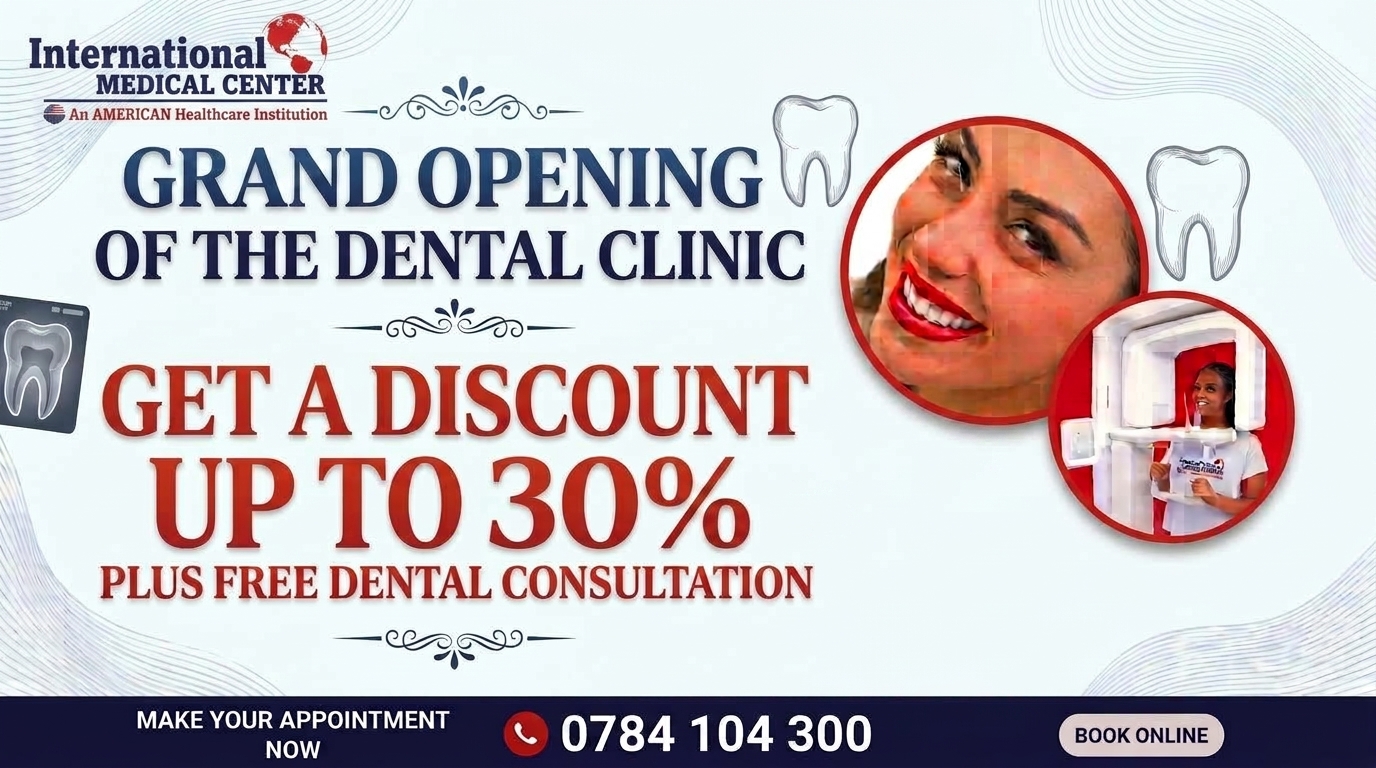 International
MEDICAL CENTER
An AMERICAN Healthcare Institution
GRAND OPENING
OF THE DENTAL CLINIC
GET A DISCOUNT
UP TO 30%
PLUS FREE DENTAL CONSULTATION
MAKE YOUR APPOINTMENT
NOW
0784 104 300
BOOK ONLINE